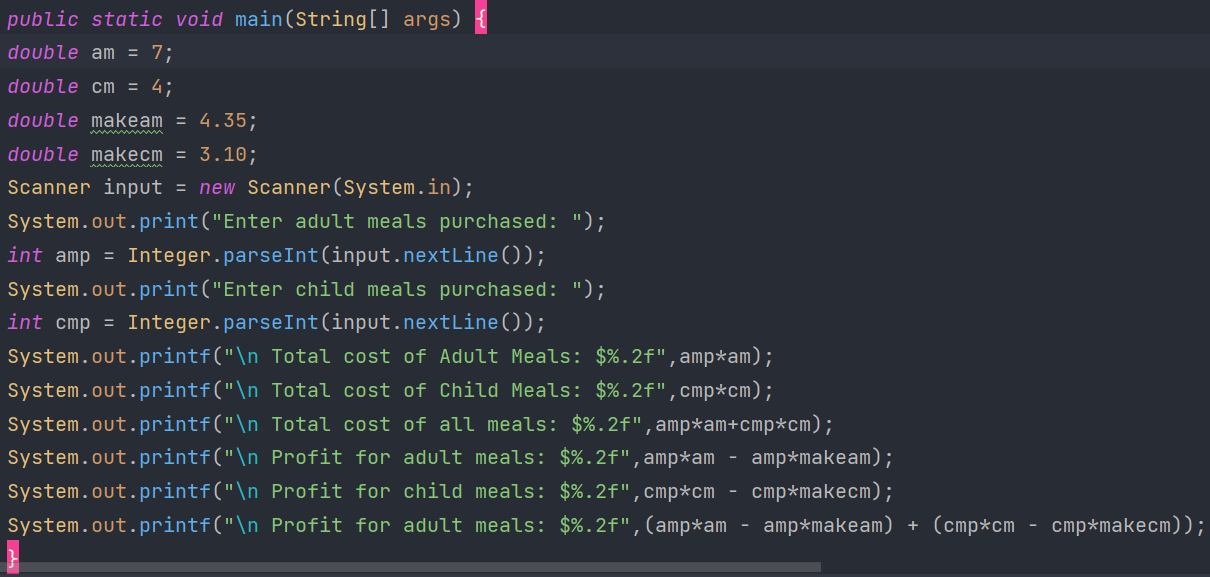 public static void main(String[] args) {
double am = 7;
double cm = 4;
double makeam = 4.35;
double makecm = 3.10;
Scanner input = new Scanner(System.in);
System.out.print("Enter adult meals purchased: ");
int amp = Integer.parseInt(input.nextLine());
System.out.print("Enter child meals purchased: ");
int cmp = Integer.parseInt(input.nextLine());
System.out.printf("\n Total cost of Adult Meals: $%.2f",amp*am);
System.out.printf("\n Total cost of Child Meals: $%.2f",cmp*cm);
System.out.printf("\n Total cost of all meals: $%.2f",amp*am+cmp*cm);
System.out.printf("\n Profit for adult meals: $%.2f",amp*am - amp*makeam);
System.out.printf("\n Profit for child meals: $%.2f",cmp*cm - cmp*makecm);
System.out.printf("\n Profit for adult meals: $%.2f",(amp*am - amp*makeam) + (cmp*cm - cmp*makecm));
}